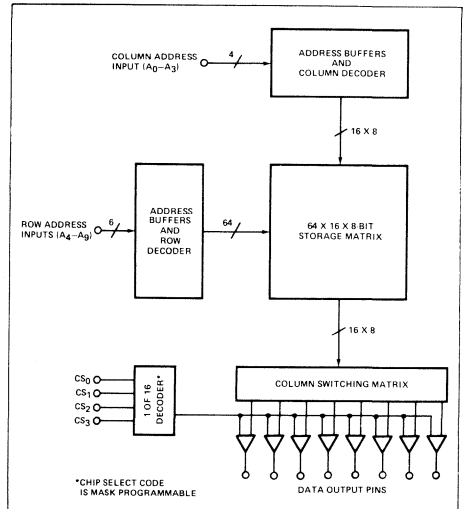 COLUMN ADDRESS
INPUT (A₀–A₃)
4
ADDRESS BUFFERS
AND
COLUMN DECODER
16 X 8
ROW ADDRESS
INPUTS (A₄–A₉)
6
ADDRESS
BUFFERS
AND
ROW
DECODER
64
64 X 16 X 8-BIT
STORAGE MATRIX
16 X 8
CS₀
CS₁
CS₂
CS₃
1 OF 16
DECODER*
COLUMN SWITCHING MATRIX
*CHIP SELECT CODE
IS MASK PROGRAMMABLE
DATA OUTPUT PINS